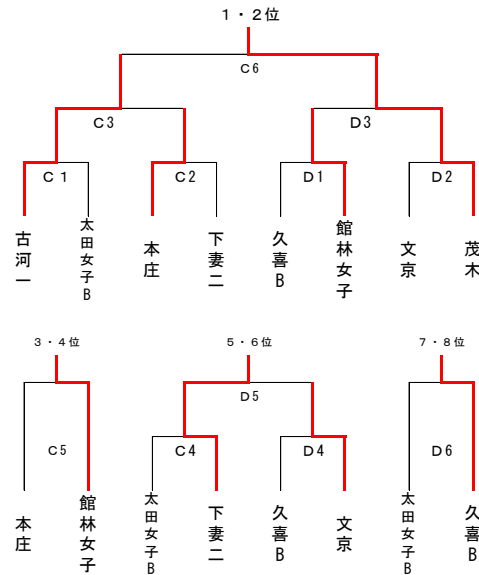 1・2位
C6
C3
D3
C1
C2
D1
D2
古河一
太田女子B
本庄
下妻二
久喜B
館林女子
文京
茂木
3・4位
5・6位
7・8位
D5
C5
C4
D4
D6
本庄
館林女子
太田女子B
下妻二
久喜B
文京
太田女子B
久喜B